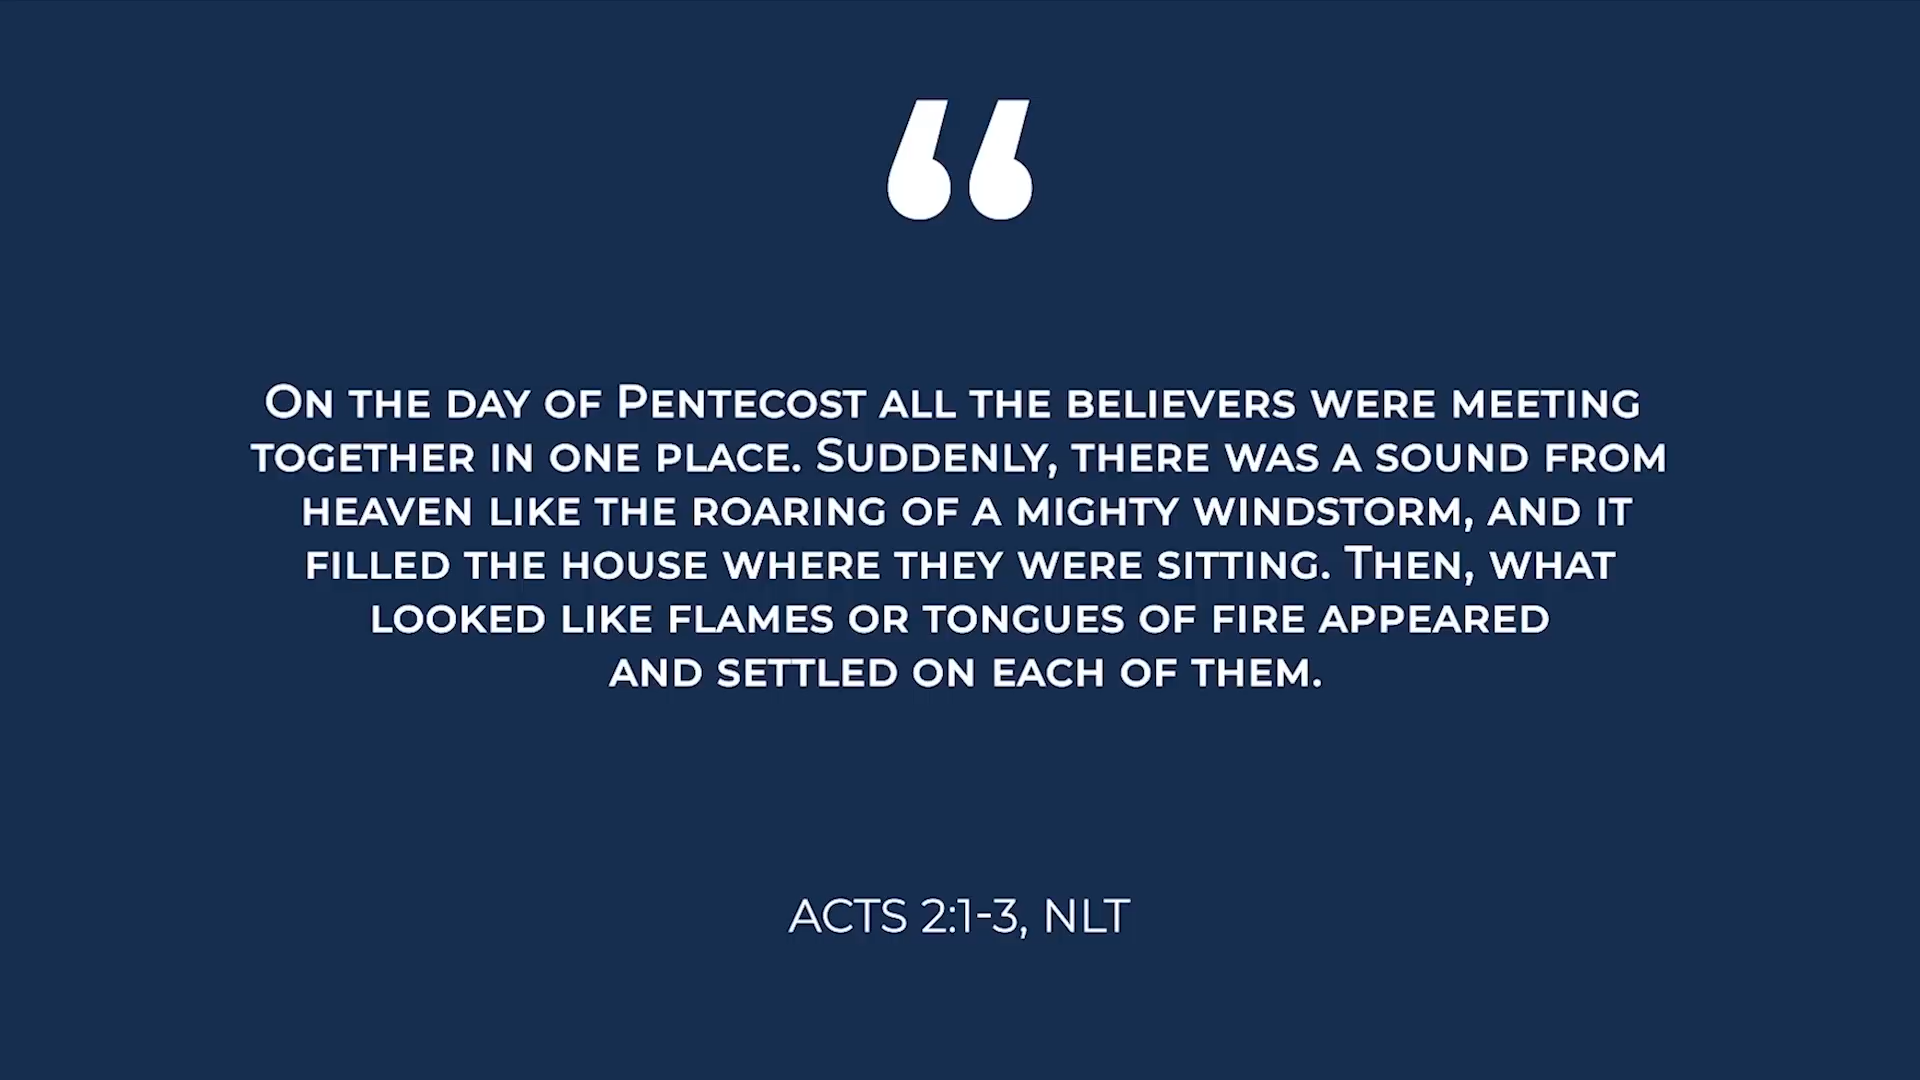 “
On the day of Pentecost all the believers were meeting
together in one place. Suddenly, there was a sound from
heaven like the roaring of a mighty windstorm, and it
filled the house where they were sitting. Then, what
looked like flames or tongues of fire appeared
and settled on each of them.
ACTS 2:1-3, NLT